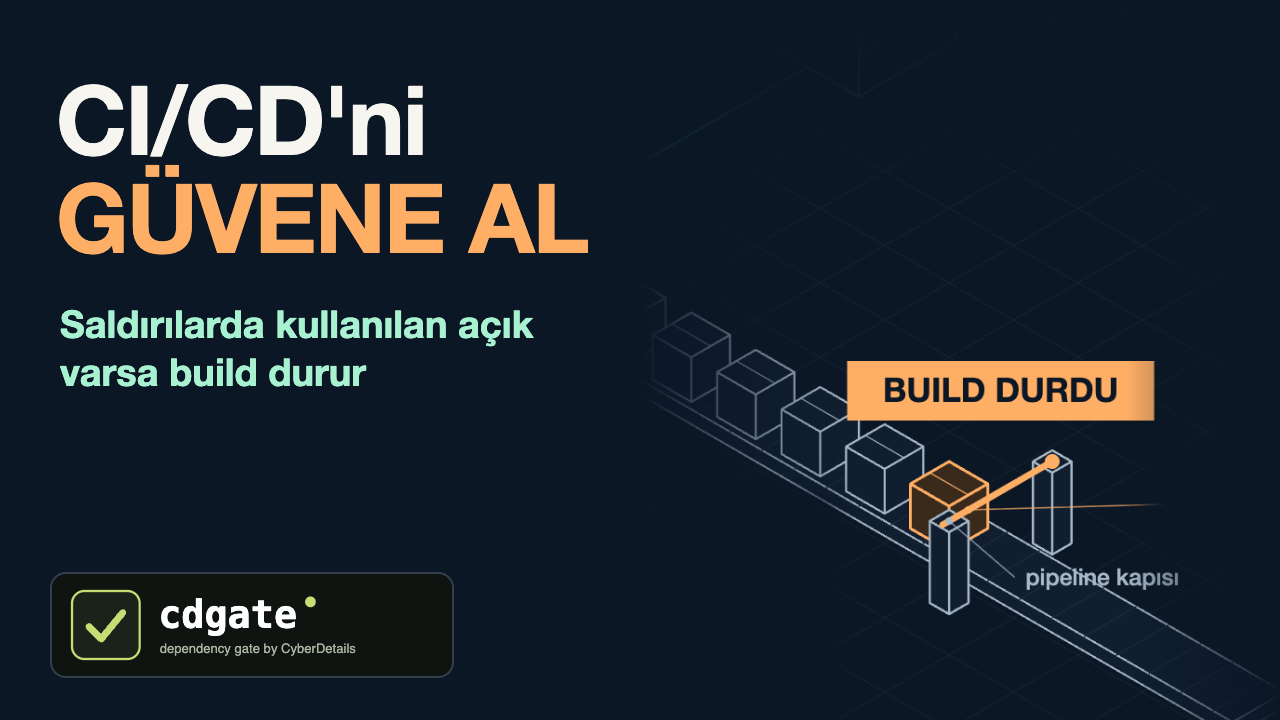 CI/CD'ni
GÜVENE AL
Saldırılarda kullanılan açık
varsa build durur
BUILD DURDU
pipeline kapısı
cdgate
dependency gate by CyberDetails